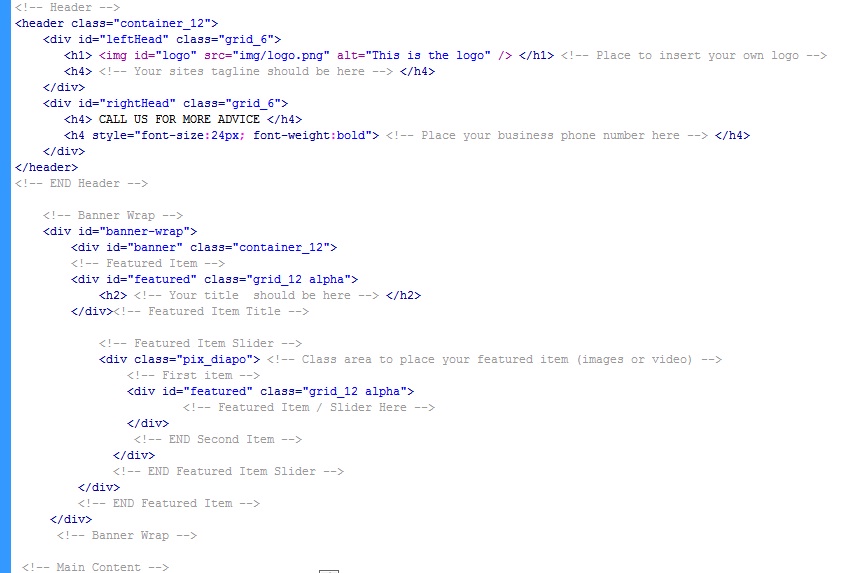 <!-- Header -->
<header class="container_12">
<div id="leftHead" class="grid_6">
<h1> <img id="logo" src="img/logo.png" alt="This is the logo" /> </h1> <!-- Place to insert your own logo -->
<h4> <!-- Your sites tagline should be here --> </h4>
</div>
<div id="rightHead" class="grid_6">
<h4> CALL US FOR MORE ADVICE </h4>
<h4 style="font-size:24px; font-weight:bold"> <!-- Place your business phone number here --> </h4>
</div>
</header>
<!-- END Header -->
<!-- Banner Wrap -->
<div id="banner-wrap">
<div id="banner" class="container_12">
<!-- Featured Item -->
<div id="featured" class="grid_12 alpha">
<h2> <!-- Your title  should be here --> </h2>
</div><!-- Featured Item Title -->
<!-- Featured Item Slider -->
<div class="pix_diapo"> <!-- Class area to place your featured item (images or video) -->
<!-- First item -->
<div id="featured" class="grid_12 alpha">
<!-- Featured Item / Slider Here -->
</div>
<!-- END Second Item -->
</div>
<!-- END Featured Item Slider -->
</div>
<!-- END Featured Item -->
</div>
<!-- Banner Wrap -->
<!-- Main Content -->